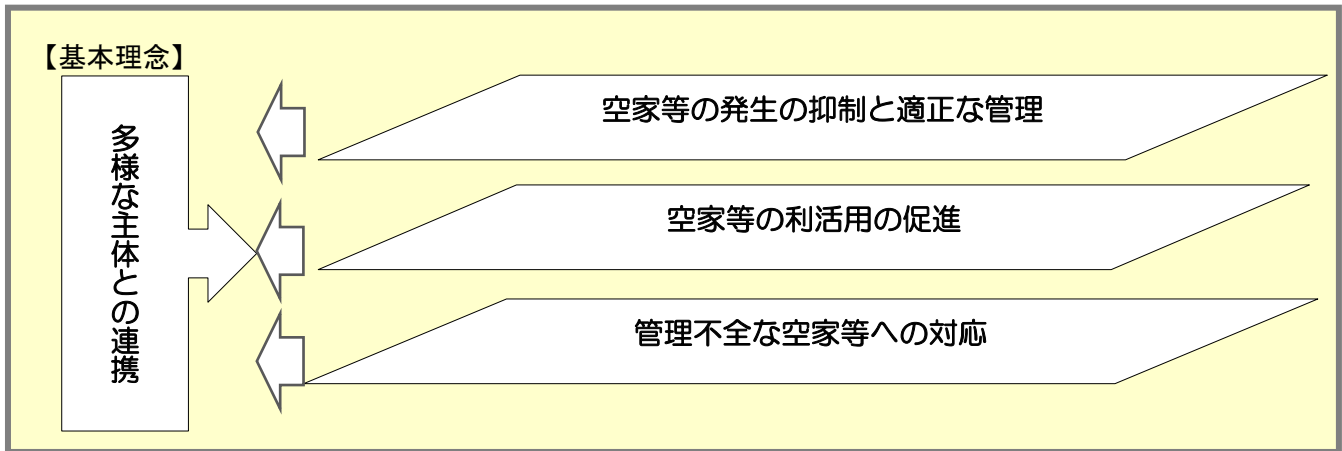 【基本理念】
多様な主体との連携
空家等の発生の抑制と適正な管理
空家等の利活用の促進
管理不全な空家等への対応